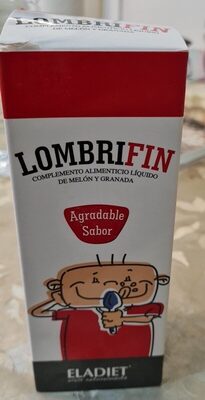 LOMBRIFIN
LOMBRIFIN
COMPLEMENTO ALIMENTICIO LÍQUIDO
DE MELÓN Y GRANADA
Agradable
Sabor
ELADIET